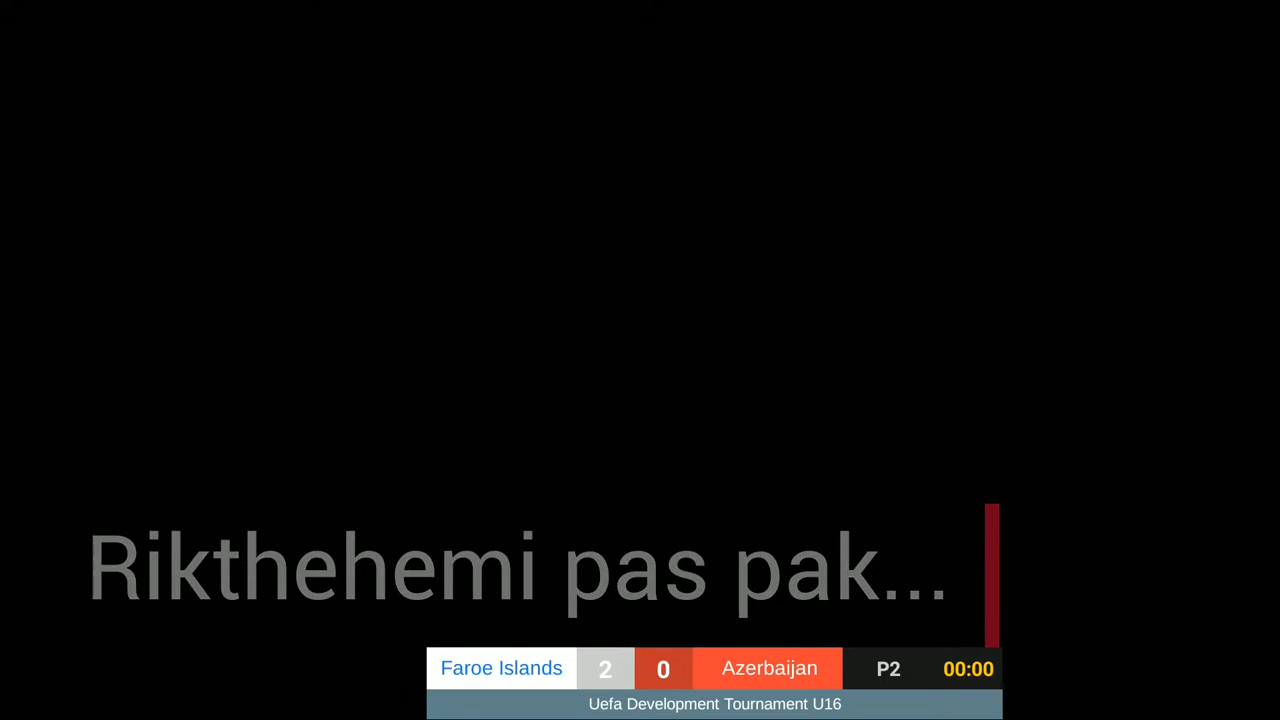 Rikthehemi pas pak...
Faroe Islands 2 0 Azerbaijan P2 00:00
Uefa Development Tournament U16